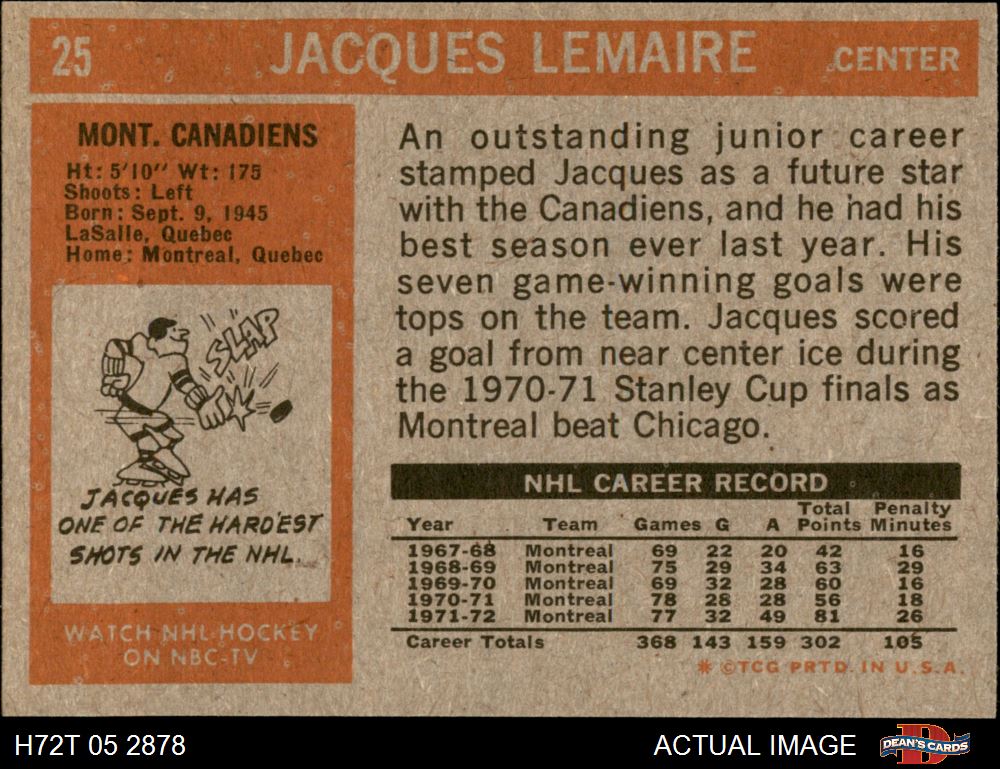 25 JACQUES LEMAIRE CENTER
MONT. CANADIENS
Ht: 5'10'' Wt: 175
Shoots: Left
Born: Sept. 9, 1945
LaSalle, Quebec
Home: Montreal, Quebec
SLAP
JACQUES HAS
ONE OF THE HARDEST
SHOTS IN THE NHL.
WATCH NHL HOCKEY
ON NBC-TV
An outstanding junior career
stamped Jacques as a future star
with the Canadiens, and he had his
best season ever last year. His
seven game-winning goals were
tops on the team. Jacques scored
a goal from near center ice during
the 1970-71 Stanley Cup finals as
Montreal beat Chicago.
NHL CAREER RECORD
Year Team Games G A Total Points Penalty Minutes
1967-68 Montreal 69 22 20 42 16
1968-69 Montreal 75 29 34 63 29
1969-70 Montreal 69 32 28 60 16
1970-71 Montreal 78 28 28 56 18
1971-72 Montreal 77 32 49 81 26
Career Totals 368 143 159 302 105
* ©TCG PRTD. IN U.S.A.
H72T 05 2878 ACTUAL IMAGE DEAN'S CARDS